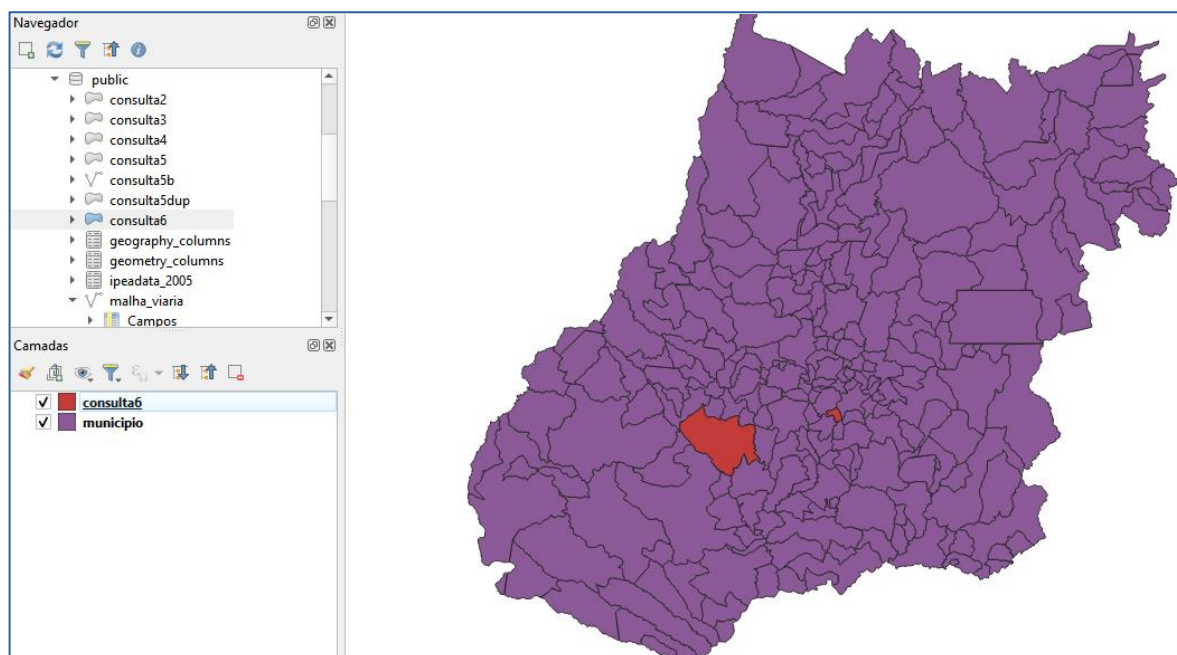 Navegador
public
consulta2
consulta3
consulta4
consulta5
consulta5b
consulta5dup
consulta6
geography_columns
geometry_columns
ipeadata_2005
malha_viaria
Campos
Camadas
consulta6
municipio